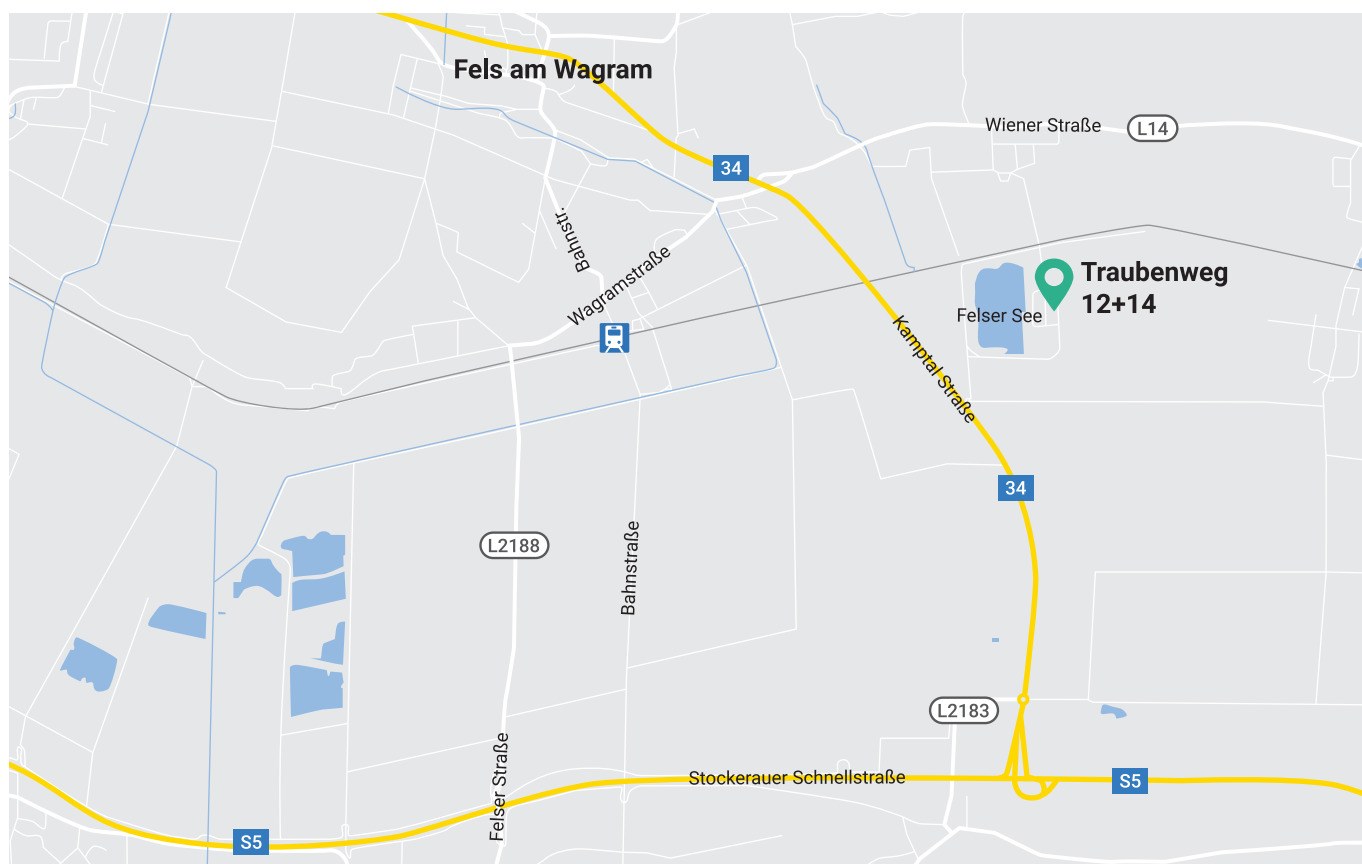 Fels am Wagram
Wiener Straße
L14
34
Bahnstr.
Wagramstraße
Traubenweg
12+14
Felser See
Kamptal Straße
34
L2188
Bahnstraße
L2183
Felser Straße
Stockerauer Schnellstraße
S5
S5